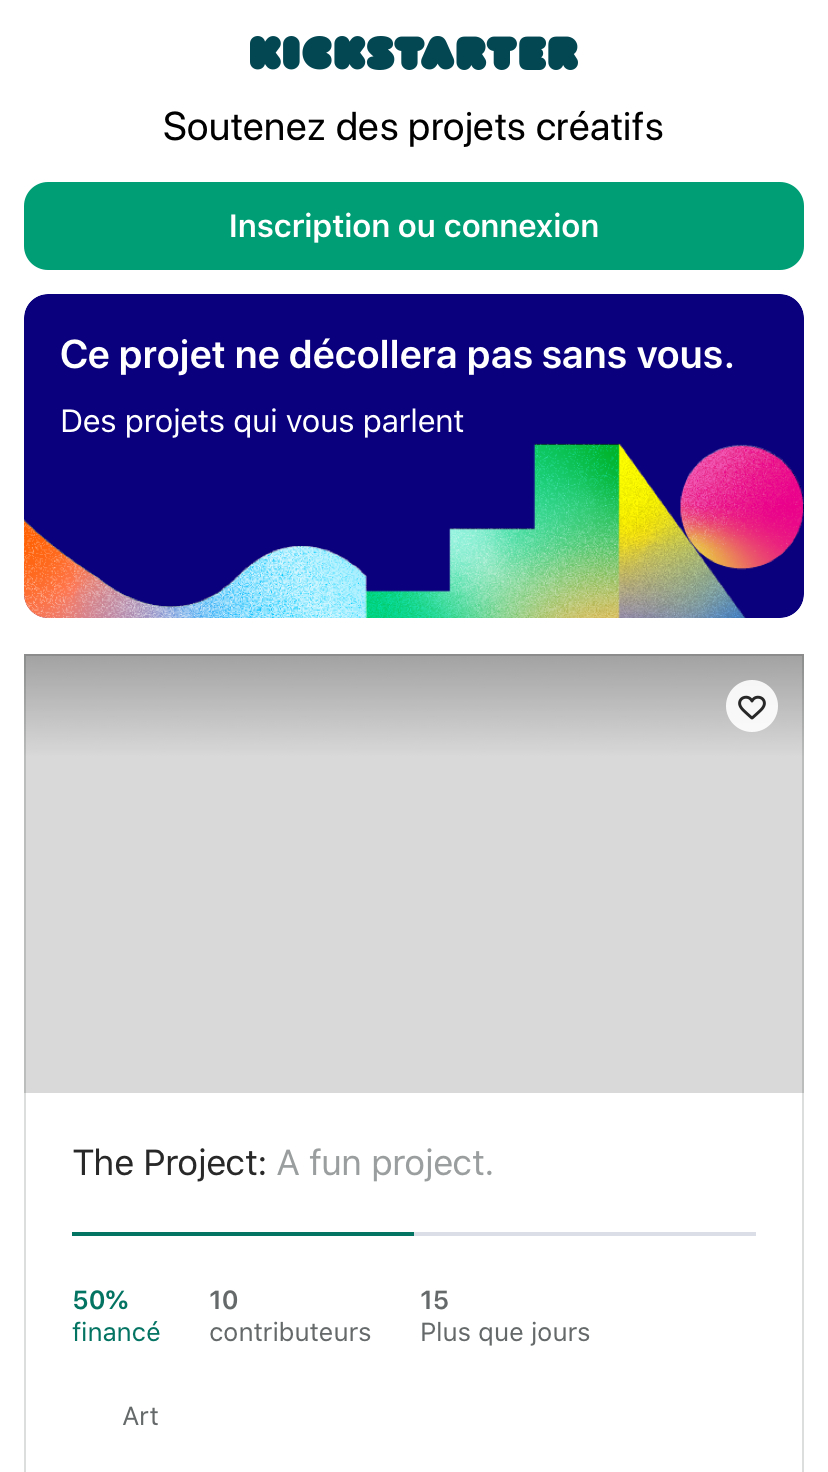 KICKSTARTER
Soutenez des projets créatifs
Inscription ou connexion
Ce projet ne décollera pas sans vous.
Des projets qui vous parlent
The Project: A fun project.
50%
financé
10
contributeurs
15
Plus que jours
Art